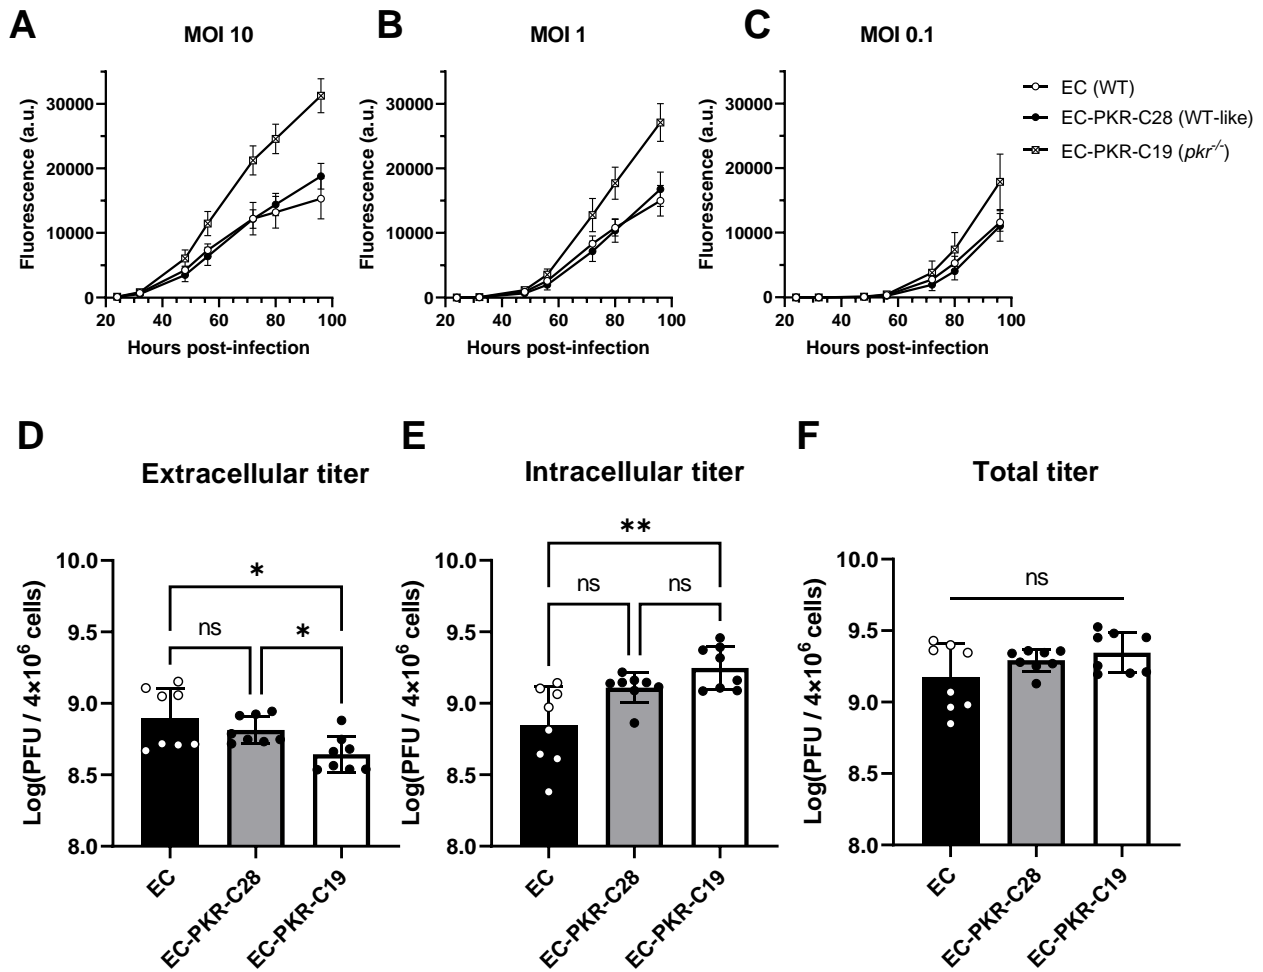 A
MOI 10
B
MOI 1
C
MOI 0.1
Fluorescence (a.u.)
30000
20000
10000
0
20 40 60 80 100
Hours post-infection
Fluorescence (a.u.)
30000
20000
10000
0
20 40 60 80 100
Hours post-infection
Fluorescence (a.u.)
30000
20000
10000
0
20 40 60 80 100
Hours post-infection
EC (WT)
EC-PKR-C28 (WT-like)
EC-PKR-C19 (pkr-/-)
D
Extracellular titer
Log(PFU / 4×10⁶ cells)
10.0
9.5
9.0
8.5
8.0
*
ns
*
EC
EC-PKR-C28
EC-PKR-C19
E
Intracellular titer
Log(PFU / 4×10⁶ cells)
10.0
9.5
9.0
8.5
8.0
**
ns
ns
EC
EC-PKR-C28
EC-PKR-C19
F
Total titer
Log(PFU / 4×10⁶ cells)
10.0
9.5
9.0
8.5
8.0
ns
EC
EC-PKR-C28
EC-PKR-C19